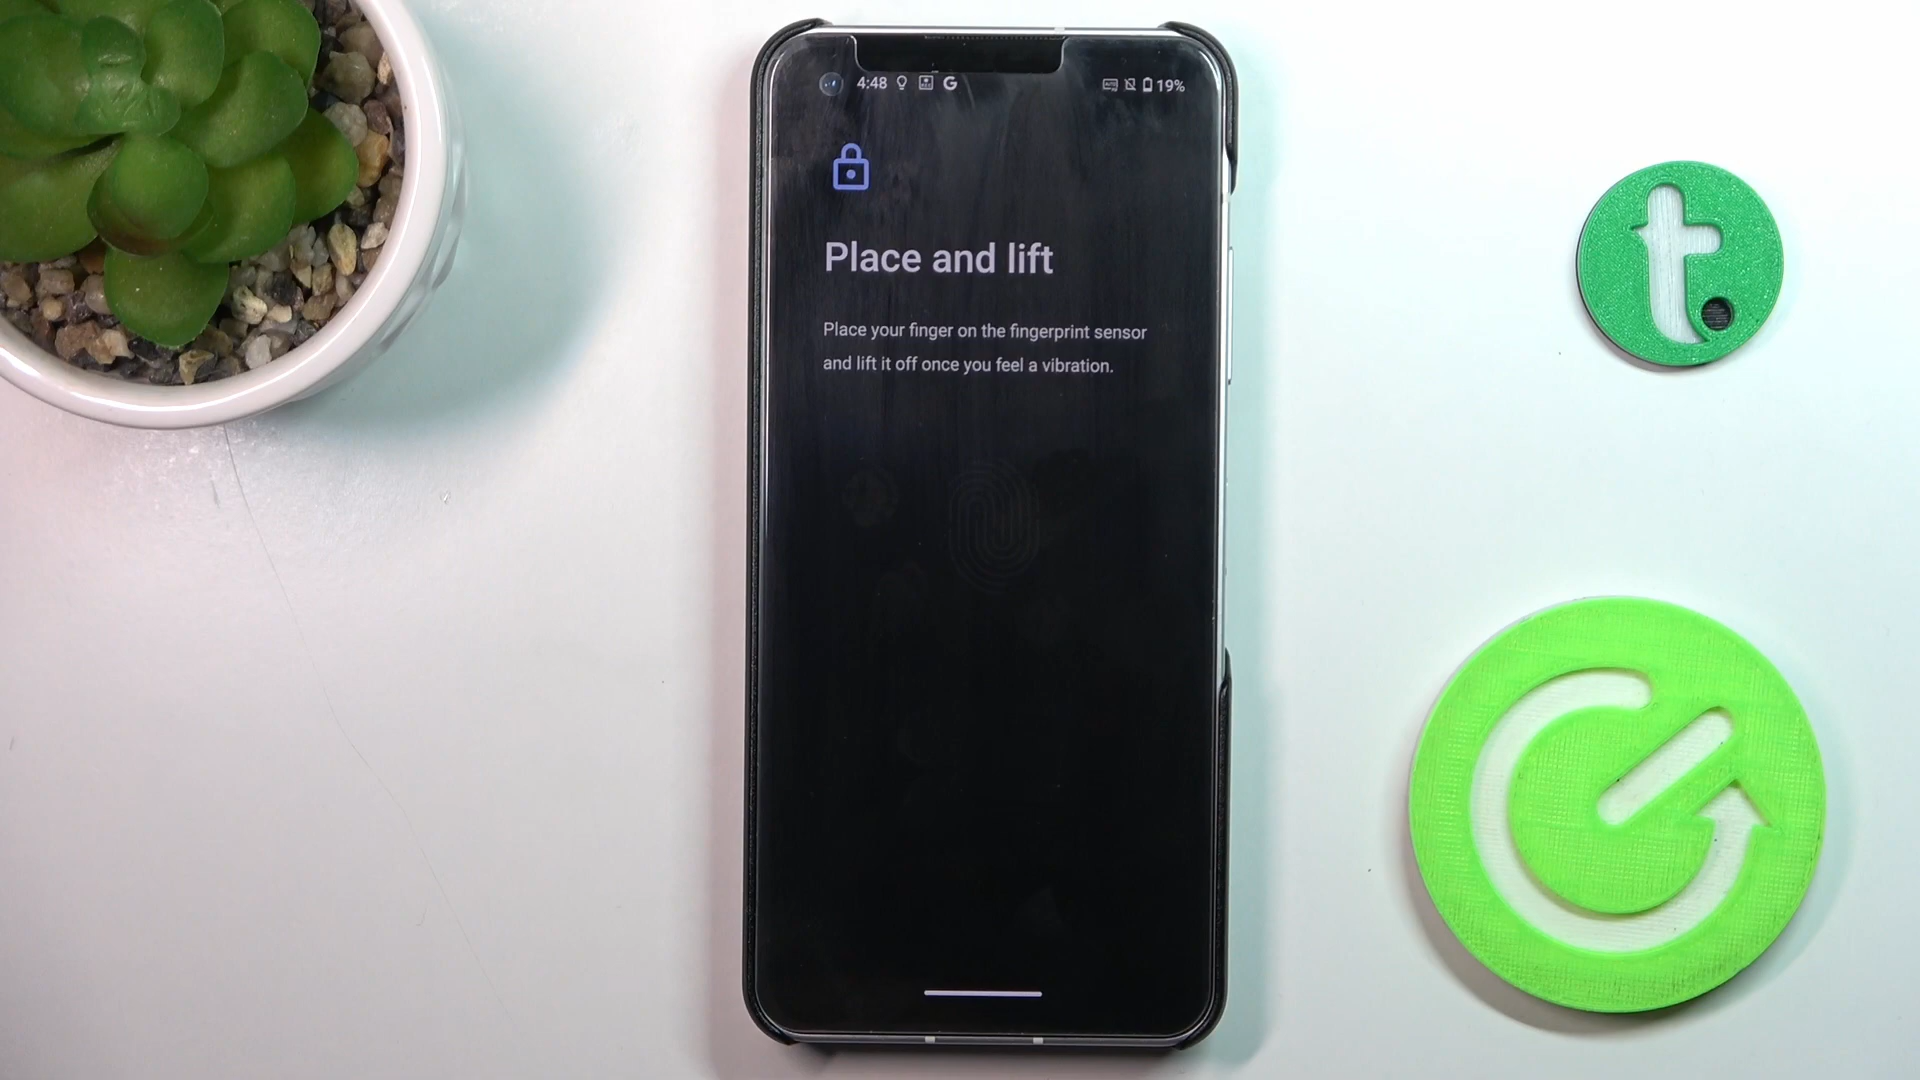 4:48
19%
Place and lift
Place your finger on the fingerprint sensor
and lift it off once you feel a vibration.
t.